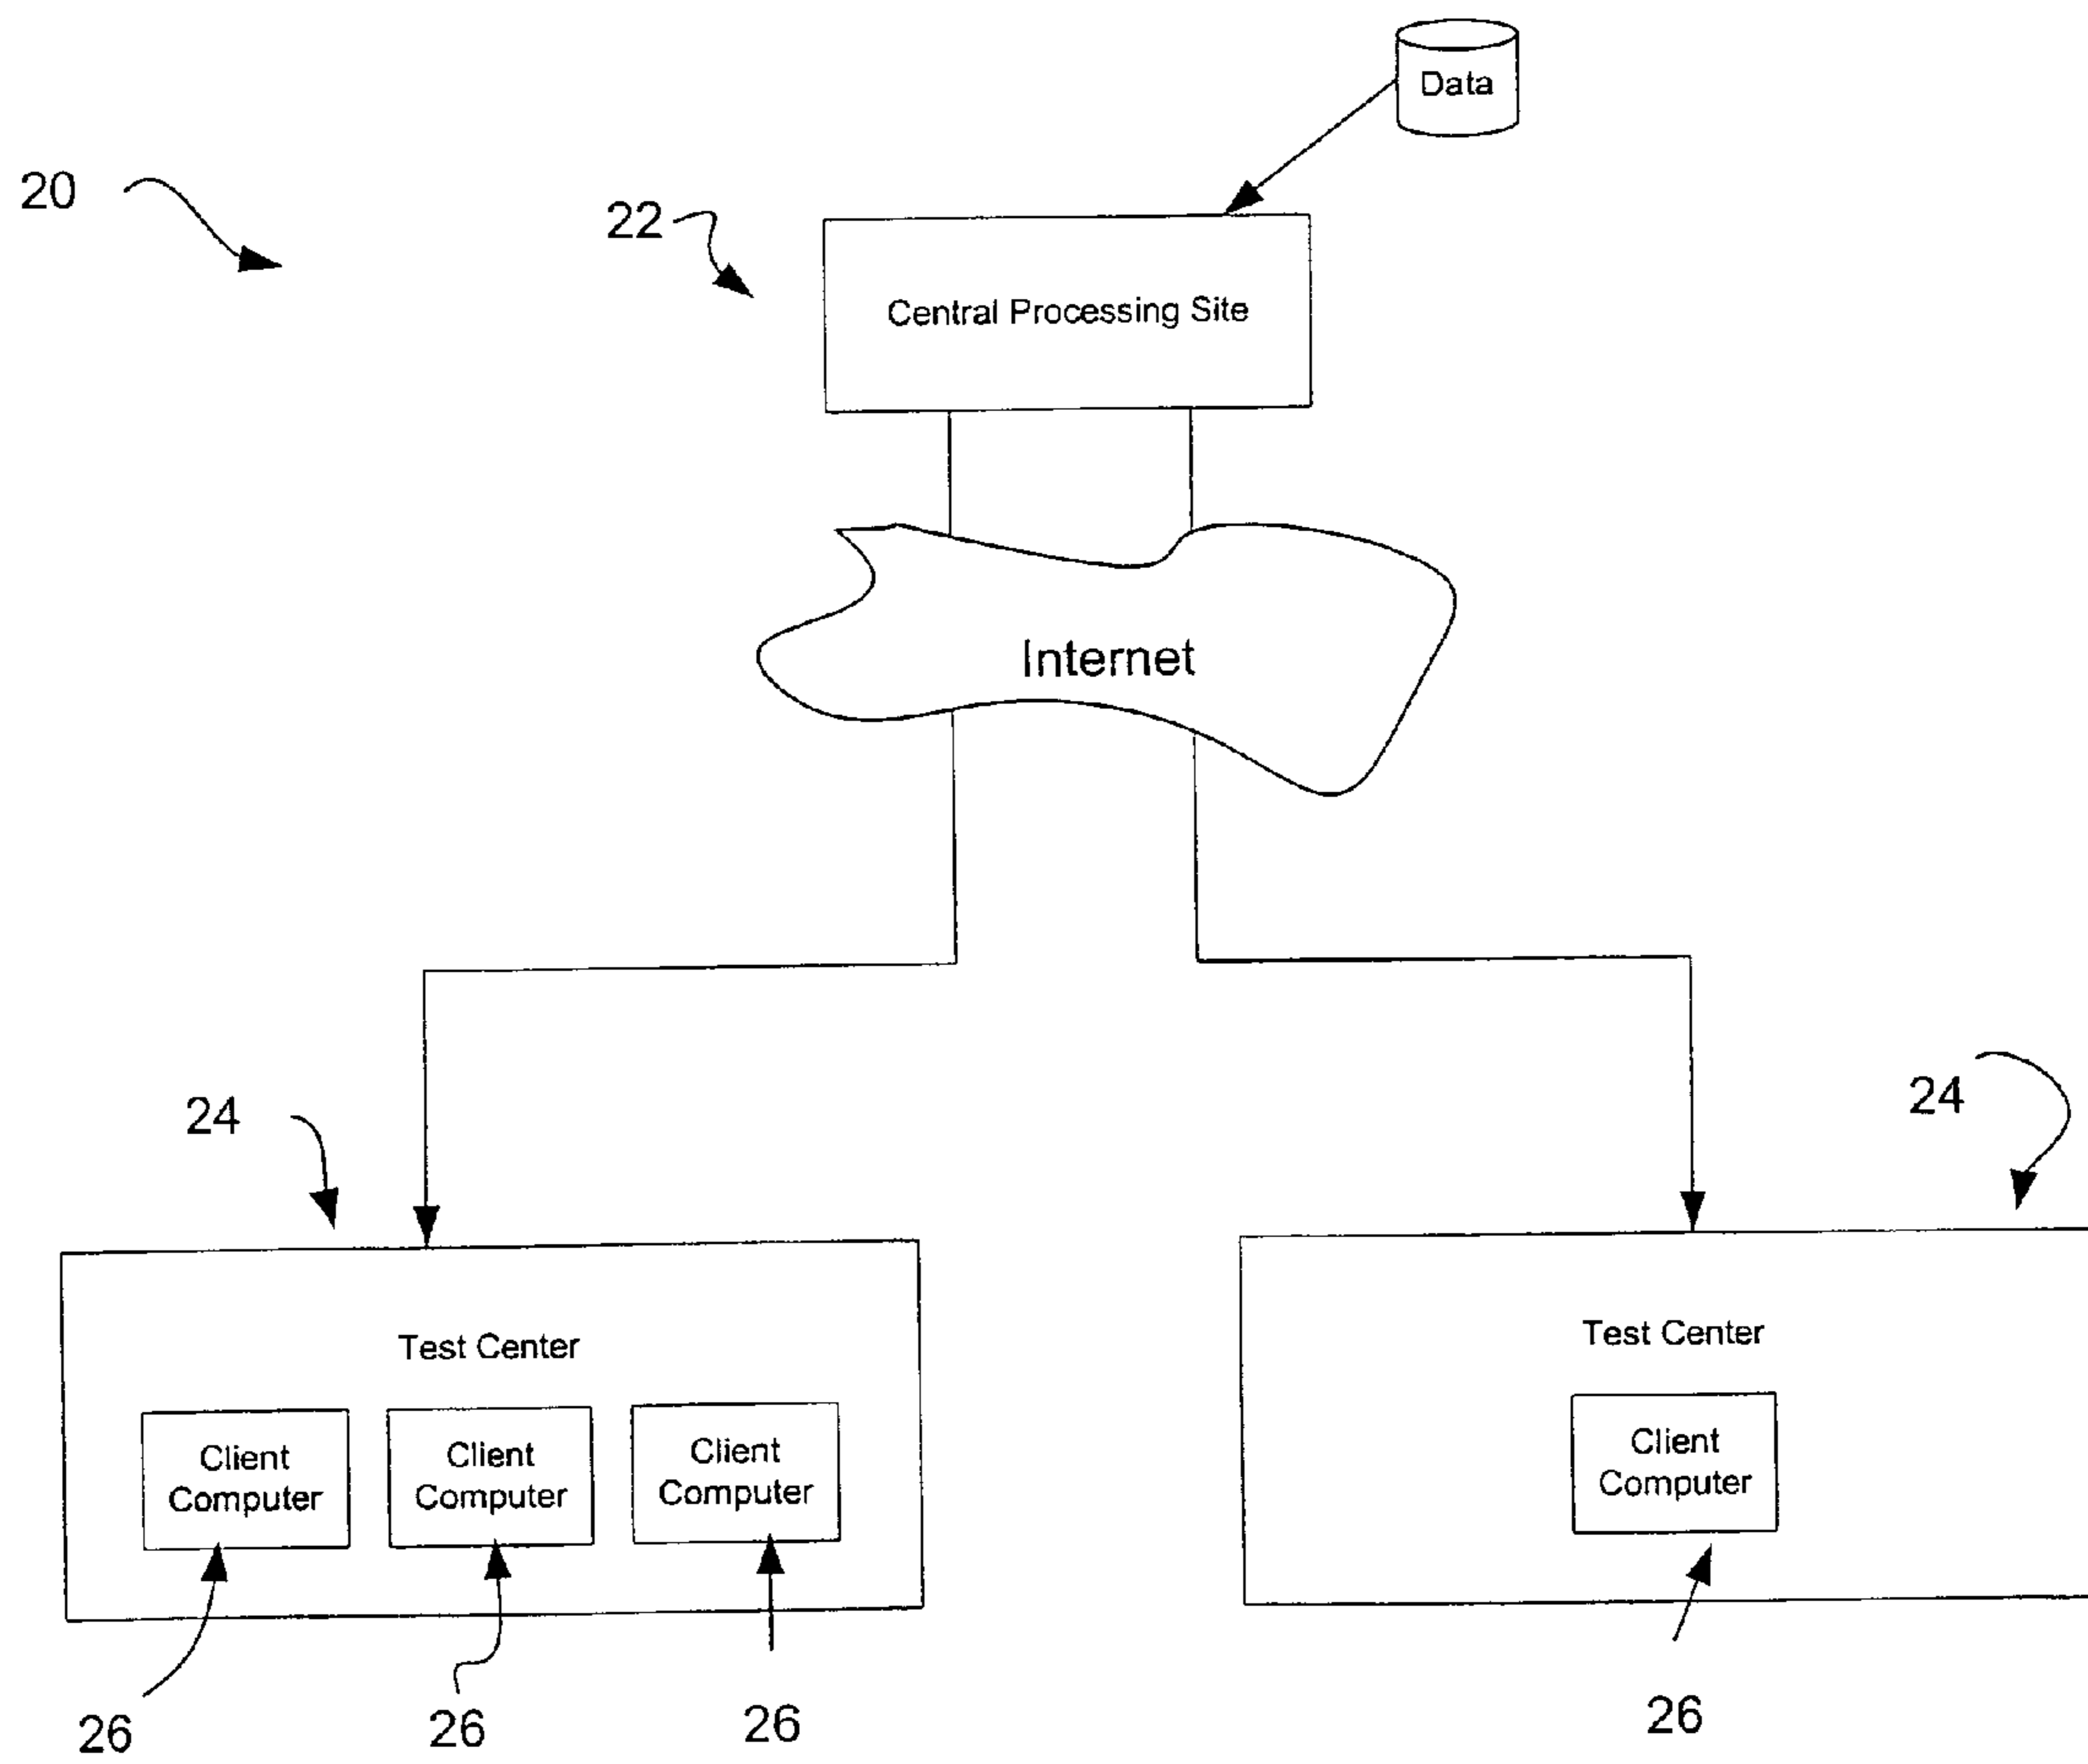 Data
20
22
Central Processing Site
Internet
24
24
Test Center
Test Center
Client
Computer
Client
Computer
Client
Computer
Client
Computer
26
26
26
26